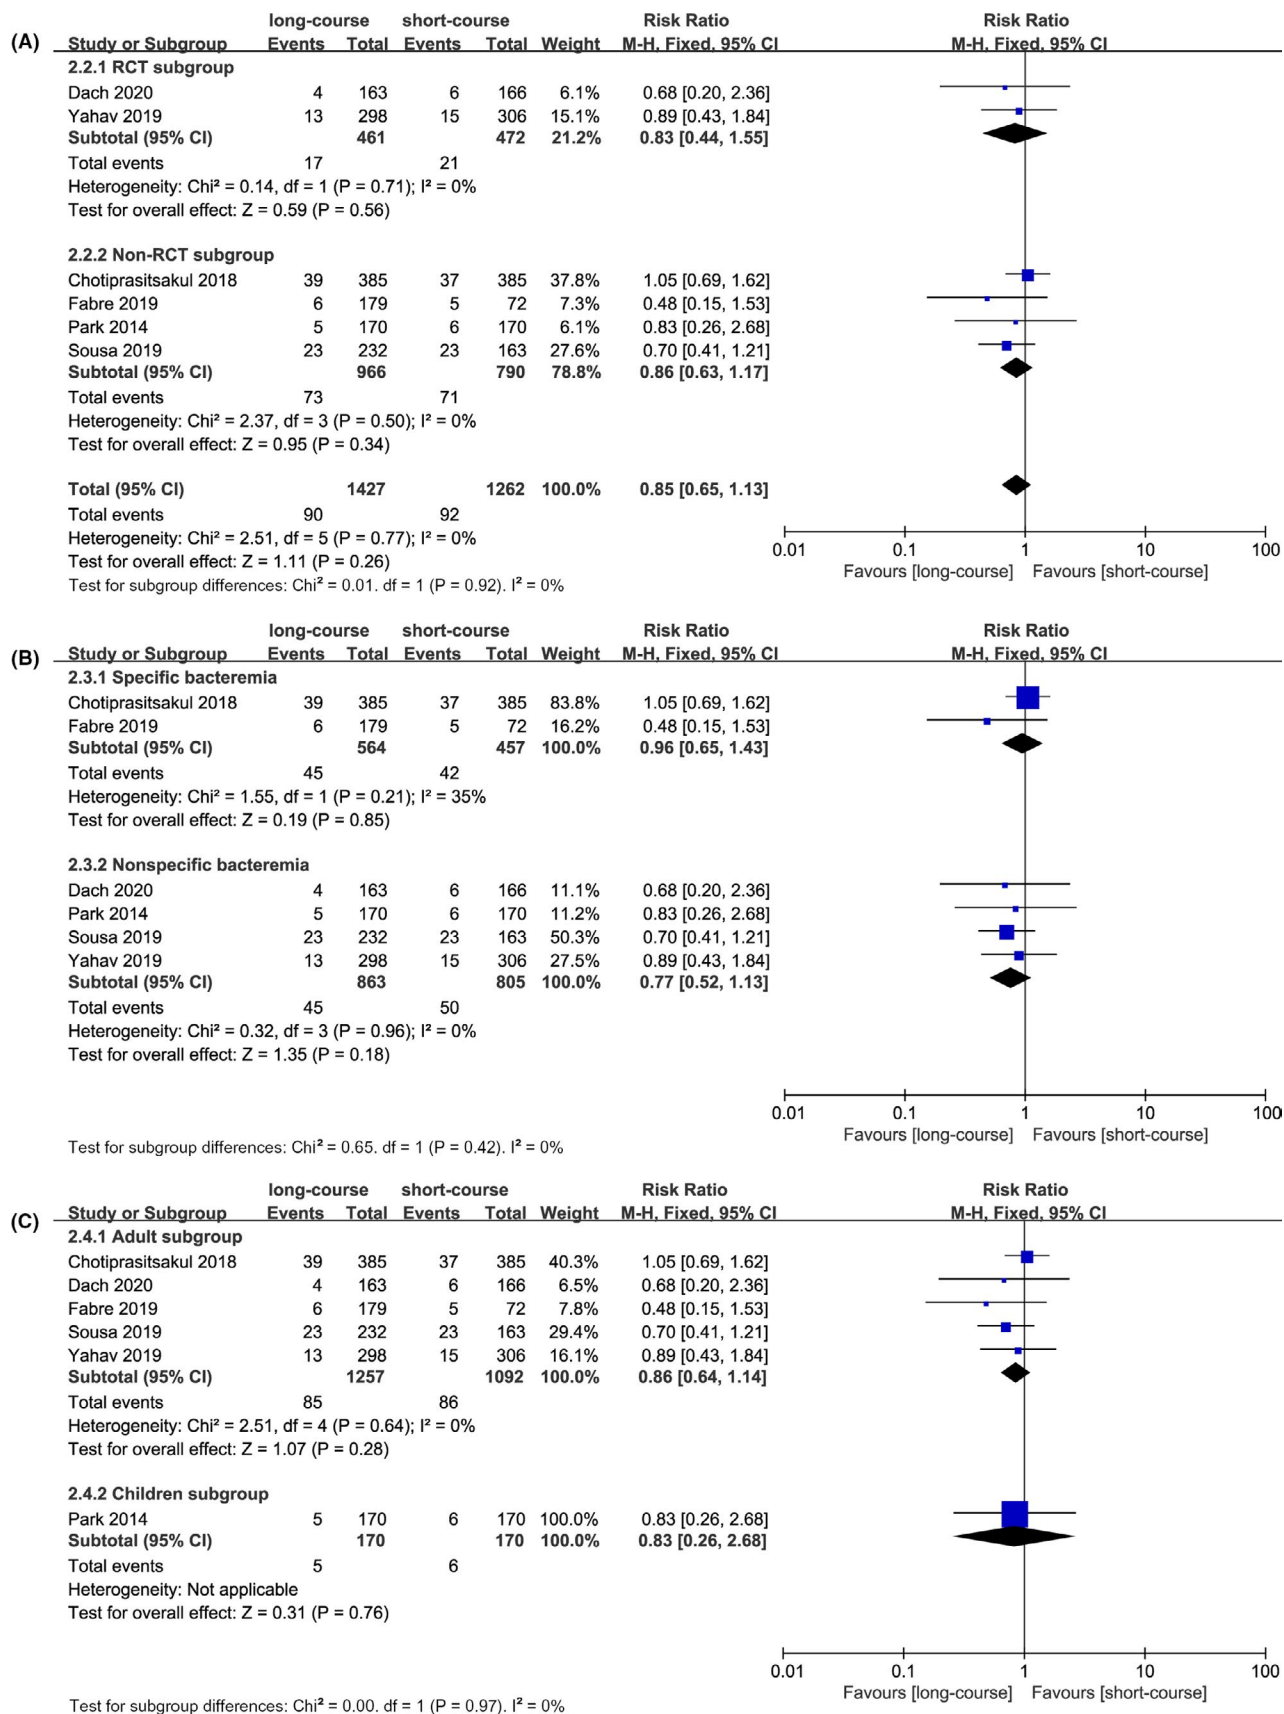 long-course short-course Risk Ratio Risk Ratio
(A) Study or Subgroup Events Total Events Total Weight M-H, Fixed, 95% CI M-H, Fixed, 95% CI
2.2.1 RCT subgroup
Dach 2020 4 163 6 166 6.1% 0.68 [0.20, 2.36]
Yahav 2019 13 298 15 306 15.1% 0.89 [0.43, 1.84]
Subtotal (95% CI) 461 472 21.2% 0.83 [0.44, 1.55]
Total events 17 21
Heterogeneity: Chi² = 0.14, df = 1 (P = 0.71); I² = 0%
Test for overall effect: Z = 0.59 (P = 0.56)
2.2.2 Non-RCT subgroup
Chotiprasitsakul 2018 39 385 37 385 37.8% 1.05 [0.69, 1.62]
Fabre 2019 6 179 5 72 7.3% 0.48 [0.15, 1.53]
Park 2014 5 170 6 170 6.1% 0.83 [0.26, 2.68]
Sousa 2019 23 232 23 163 27.6% 0.70 [0.41, 1.21]
Subtotal (95% CI) 966 790 78.8% 0.86 [0.63, 1.17]
Total events 73 71
Heterogeneity: Chi² = 2.37, df = 3 (P = 0.50); I² = 0%
Test for overall effect: Z = 0.95 (P = 0.34)
Total (95% CI) 1427 1262 100.0% 0.85 [0.65, 1.13]
Total events 90 92
Heterogeneity: Chi² = 2.51, df = 5 (P = 0.77); I² = 0%
Test for overall effect: Z = 1.11 (P = 0.26)
Test for subgroup differences: Chi² = 0.01. df = 1 (P = 0.92). I² = 0%
0.01 0.1 1 10 100
Favours [long-course] Favours [short-course]
long-course short-course Risk Ratio Risk Ratio
(B) Study or Subgroup Events Total Events Total Weight M-H, Fixed, 95% CI M-H, Fixed, 95% CI
2.3.1 Specific bacteremia
Chotiprasitsakul 2018 39 385 37 385 83.8% 1.05 [0.69, 1.62]
Fabre 2019 6 179 5 72 16.2% 0.48 [0.15, 1.53]
Subtotal (95% CI) 564 457 100.0% 0.96 [0.65, 1.43]
Total events 45 42
Heterogeneity: Chi² = 1.55, df = 1 (P = 0.21); I² = 35%
Test for overall effect: Z = 0.19 (P = 0.85)
2.3.2 Nonspecific bacteremia
Dach 2020 4 163 6 166 11.1% 0.68 [0.20, 2.36]
Park 2014 5 170 6 170 11.2% 0.83 [0.26, 2.68]
Sousa 2019 23 232 23 163 50.3% 0.70 [0.41, 1.21]
Yahav 2019 13 298 15 306 27.5% 0.89 [0.43, 1.84]
Subtotal (95% CI) 863 805 100.0% 0.77 [0.52, 1.13]
Total events 45 50
Heterogeneity: Chi² = 0.32, df = 3 (P = 0.96); I² = 0%
Test for overall effect: Z = 1.35 (P = 0.18)
0.01 0.1 1 10 100
Favours [long-course] Favours [short-course]
Test for subgroup differences: Chi² = 0.65. df = 1 (P = 0.42). I² = 0%
long-course short-course Risk Ratio Risk Ratio
(C) Study or Subgroup Events Total Events Total Weight M-H, Fixed, 95% CI M-H, Fixed, 95% CI
2.4.1 Adult subgroup
Chotiprasitsakul 2018 39 385 37 385 40.3% 1.05 [0.69, 1.62]
Dach 2020 4 163 6 166 6.5% 0.68 [0.20, 2.36]
Fabre 2019 6 179 5 72 7.8% 0.48 [0.15, 1.53]
Sousa 2019 23 232 23 163 29.4% 0.70 [0.41, 1.21]
Yahav 2019 13 298 15 306 16.1% 0.89 [0.43, 1.84]
Subtotal (95% CI) 1257 1092 100.0% 0.86 [0.64, 1.14]
Total events 85 86
Heterogeneity: Chi² = 2.51, df = 4 (P = 0.64); I² = 0%
Test for overall effect: Z = 1.07 (P = 0.28)
2.4.2 Children subgroup
Park 2014 5 170 6 170 100.0% 0.83 [0.26, 2.68]
Subtotal (95% CI) 170 170 100.0% 0.83 [0.26, 2.68]
Total events 5 6
Heterogeneity: Not applicable
Test for overall effect: Z = 0.31 (P = 0.76)
0.01 0.1 1 10 100
Favours [long-course] Favours [short-course]
Test for subgroup differences: Chi² = 0.00. df = 1 (P = 0.97). I² = 0%